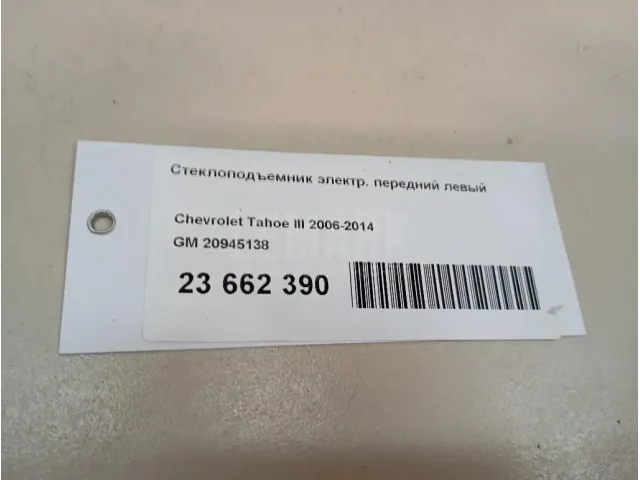 Стеклоподъемник электр. передний левый
Chevrolet Tahoe III 2006-2014
GM 20945138
23 662 390